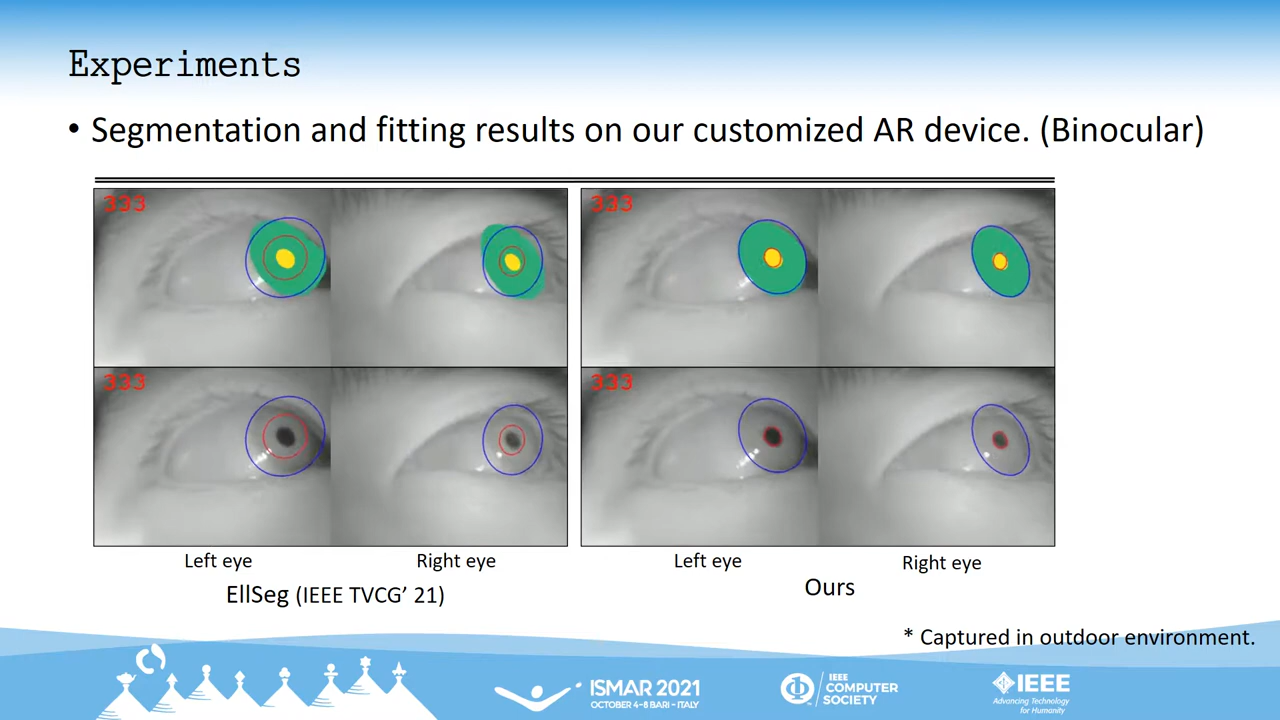 Experiments
• Segmentation and fitting results on our customized AR device. (Binocular)
333
333
333
333
Left eye
Right eye
Left eye
Right eye
EllSeg (IEEE TVCG’ 21)
Ours
* Captured in outdoor environment.
ISMAR 2021
OCTOBER 4-8 BARI - ITALY
IEEE
COMPUTER
SOCIETY
IEEE
Advancing Technology
for Humanity